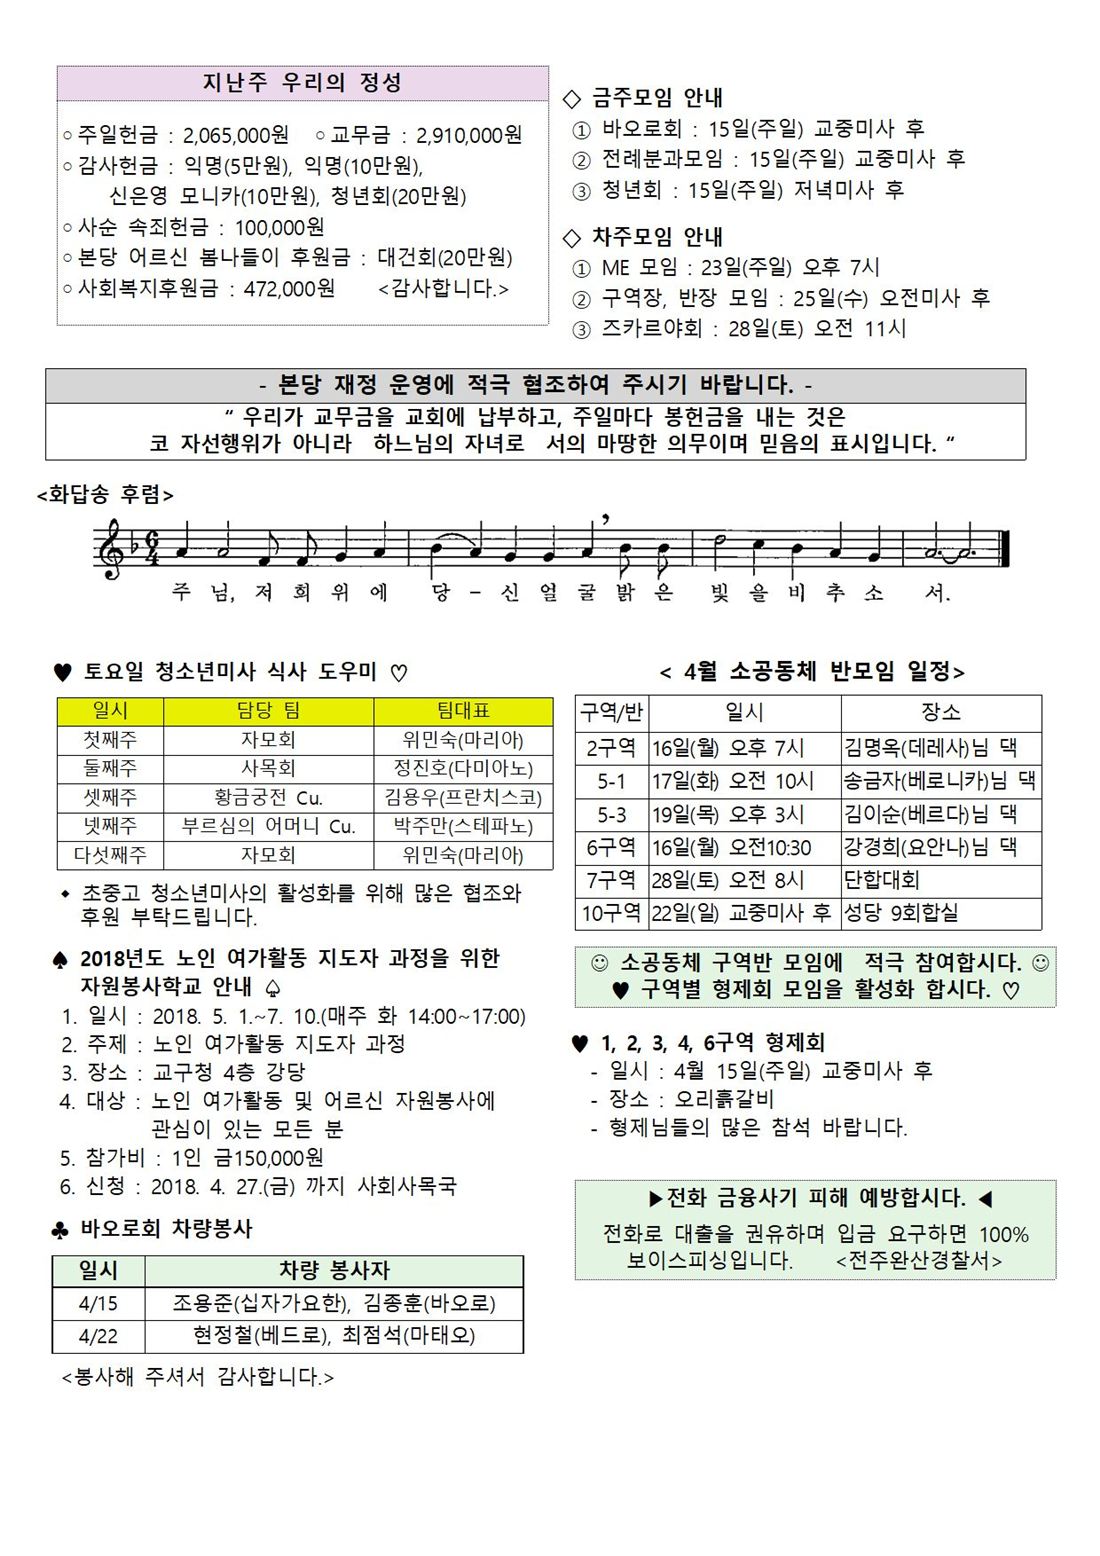 지난주 우리의 정성
○ 주일헌금 : 2,065,000원 ○ 교무금 : 2,910,000원
○ 감사헌금 : 익명(5만원), 익명(10만원),
신은영 모니카(10만원), 청년회(20만원)
○ 사순 속죄헌금 : 100,000원
○ 본당 어르신 봄나들이 후원금 : 대건회(20만원)
○ 사회복지후원금 : 472,000원 <감사합니다.>
◇ 금주모임 안내
① 바오로회 : 15일(주일) 교중미사 후
② 전례분과모임 : 15일(주일) 교중미사 후
③ 청년회 : 15일(주일) 저녁미사 후
◇ 차주모임 안내
① ME 모임 : 23일(주일) 오후 7시
② 구역장, 반장 모임 : 25일(수) 오전미사 후
③ 즈카르야회 : 28일(토) 오전 11시
- 본당 재정 운영에 적극 협조하여 주시기 바랍니다. -
“ 우리가 교무금을 교회에 납부하고, 주일마다 봉헌금을 내는 것은
코 자선행위가 아니라 하느님의 자녀로 서의 마땅한 의무이며 믿음의 표시입니다. “
<화답송 후렴>
6
4
주 님, 저 희 위 에 당 - 신 얼 굴 밝 은 빛 을 비 추 소 서.
♥ 토요일 청소년미사 식사 도우미 ♡
일시 담당 팀 팀대표
첫째주 자모회 위민숙(마리아)
둘째주 사목회 정진호(다미아노)
셋째주 황금궁전 Cu. 김용우(프란치스코)
넷째주 부르심의 어머니 Cu. 박주만(스테파노)
다섯째주 자모회 위민숙(마리아)
◆ 초중고 청소년미사의 활성화를 위해 많은 협조와
후원 부탁드립니다.
♠ 2018년도 노인 여가활동 지도자 과정을 위한
자원봉사학교 안내 ♤
1. 일시 : 2018. 5. 1.~7. 10.(매주 화 14:00~17:00)
2. 주제 : 노인 여가활동 지도자 과정
3. 장소 : 교구청 4층 강당
4. 대상 : 노인 여가활동 및 어르신 자원봉사에
관심이 있는 모든 분
5. 참가비 : 1인 금150,000원
6. 신청 : 2018. 4. 27.(금) 까지 사회사목국
♣ 바오로회 차량봉사
일시 차량 봉사자
4/15 조용준(십자가요한), 김종훈(바오로)
4/22 현정철(베드로), 최점석(마태오)
<봉사해 주셔서 감사합니다.>
< 4월 소공동체 반모임 일정>
구역/반 일시 장소
2구역 16일(월) 오후 7시 김명옥(데레사)님 댁
5-1 17일(화) 오전 10시 송금자(베로니카)님 댁
5-3 19일(목) 오후 3시 김이순(베르다)님 댁
6구역 16일(월) 오전10:30 강경희(요안나)님 댁
7구역 28일(토) 오전 8시 단합대회
10구역 22일(일) 교중미사 후 성당 9회합실
☺ 소공동체 구역반 모임에 적극 참여합시다. ☺
♥ 구역별 형제회 모임을 활성화 합시다. ♡
♥ 1, 2, 3, 4, 6구역 형제회
- 일시 : 4월 15일(주일) 교중미사 후
- 장소 : 오리흙갈비
- 형제님들의 많은 참석 바랍니다.
▶전화 금융사기 피해 예방합시다. ◀
전화로 대출을 권유하며 입금 요구하면 100%
보이스피싱입니다. <전주완산경찰서>